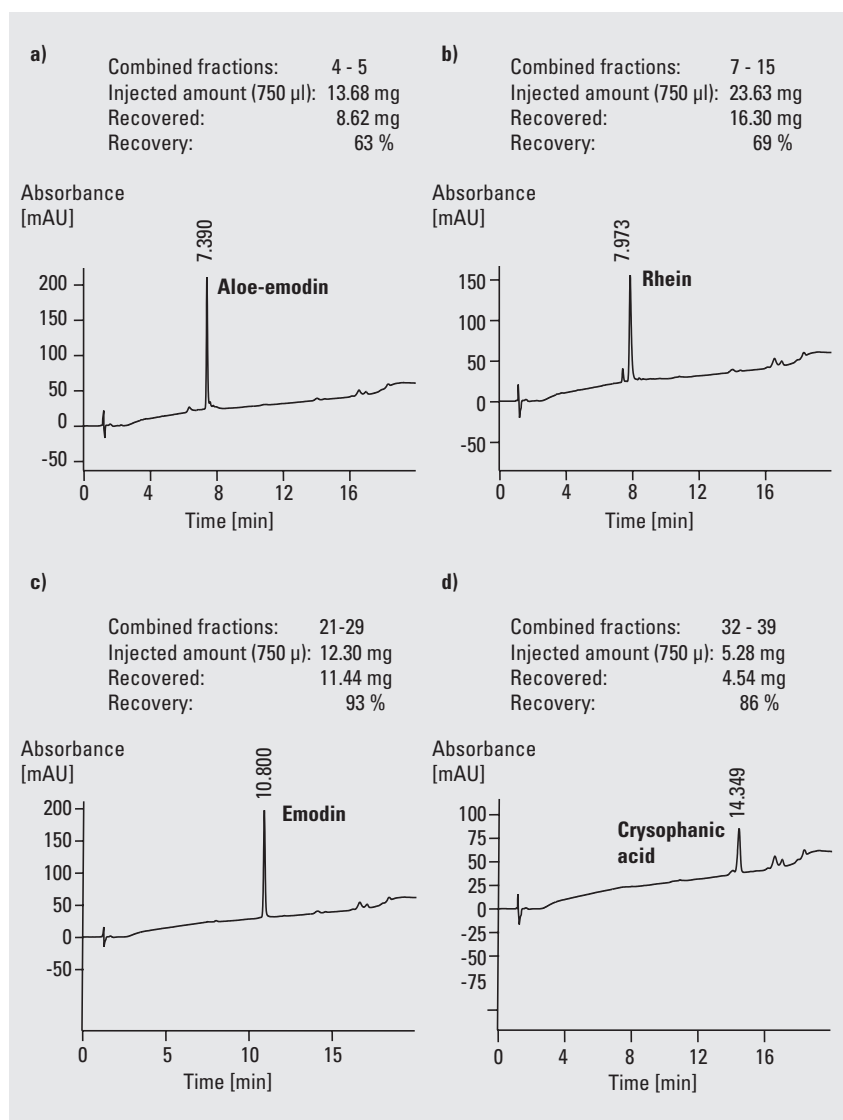 a)
Combined fractions: 4 - 5
Injected amount (750 µl): 13.68 mg
Recovered: 8.62 mg
Recovery: 63 %
Absorbance
[mAU]
7.390
Aloe-emodin
200
150
100
50
0
-50
0 4 8 12 16
Time [min]
b)
Combined fractions: 7 - 15
Injected amount (750 µl): 23.63 mg
Recovered: 16.30 mg
Recovery: 69 %
Absorbance
[mAU]
7.973
Rhein
150
100
50
0
-50
0 4 8 12 16
Time [min]
c)
Combined fractions: 21-29
Injected amount (750 µ): 12.30 mg
Recovered: 11.44 mg
Recovery: 93 %
Absorbance
[mAU]
10.800
Emodin
200
150
100
50
0
-50
0 5 10 15
Time [min]
d)
Combined fractions: 32 - 39
Injected amount (750 µ): 5.28 mg
Recovered: 4.54 mg
Recovery: 86 %
Absorbance
[mAU]
14.349
Crysophanic
acid
100
75
50
25
0
-25
-50
-75
0 4 8 12 16
Time [min]